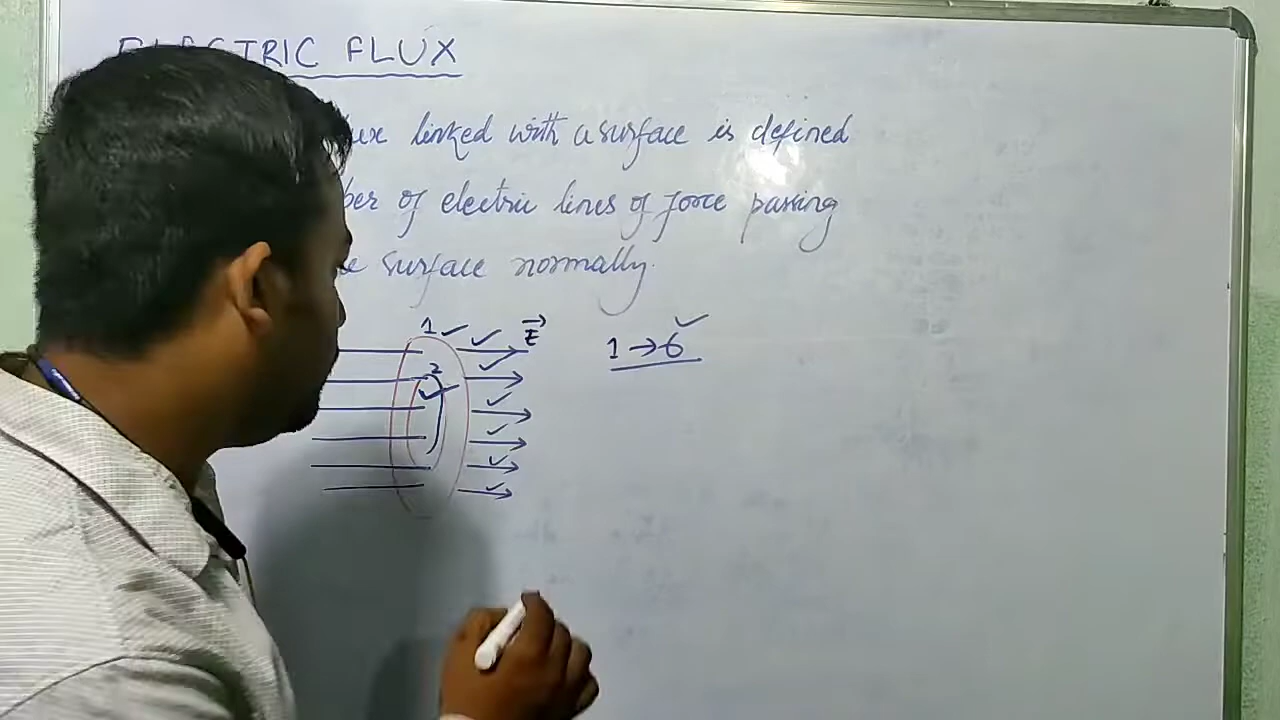 ELECTRIC FLUX
linked with a surface is defined
of electric lines of force passing
surface normally.
1 ✓ ✓ E⃗
1 → 6 ✓
✓
2
✓
✓
✓
✓
✓